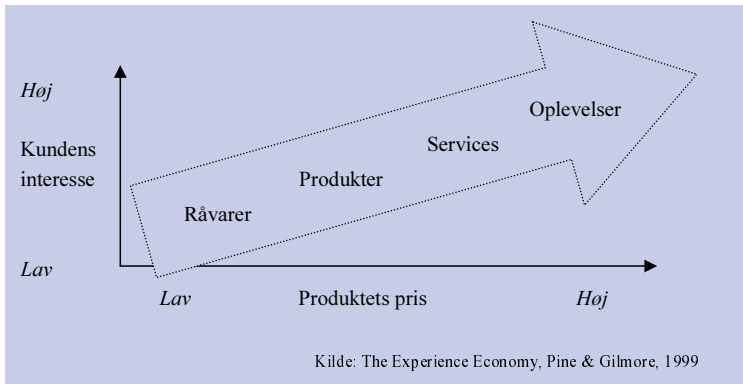 Høj
Kundens
interesse
Lav
Oplevelser
Services
Produkter
Råvarer
Lav
Produktets pris
Høj
Kilde: The Experience Economy, Pine & Gilmore, 1999